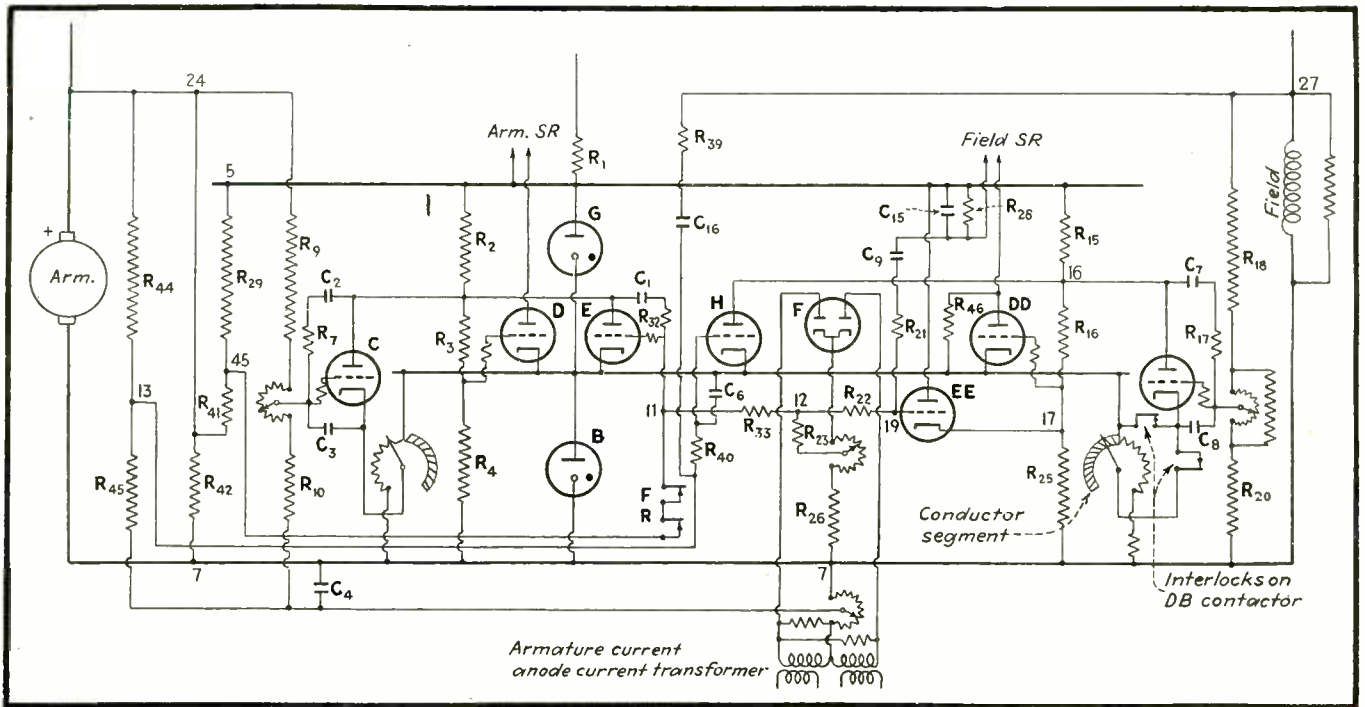 24
27
Arm. SR
Field SR
R39
R1
5
G
C15
R28
R15
Field
C16
R9
R2
C9
R18
+
Arm.
R44
R29
16
C7
C2
C1
H
F
R46
DD
D
E
R32
R7
C
R3
R21
R16
R17
45
13
R41
C6
EE
11
12
R22
R33
19
17
C3
R23
C8
R4
B
R40
R45
R42
R10
R25
F
R26
R20
R
Conductor
segment
7
7
C4
Interlocks on
DB contactor
Armature current
anode current transformer